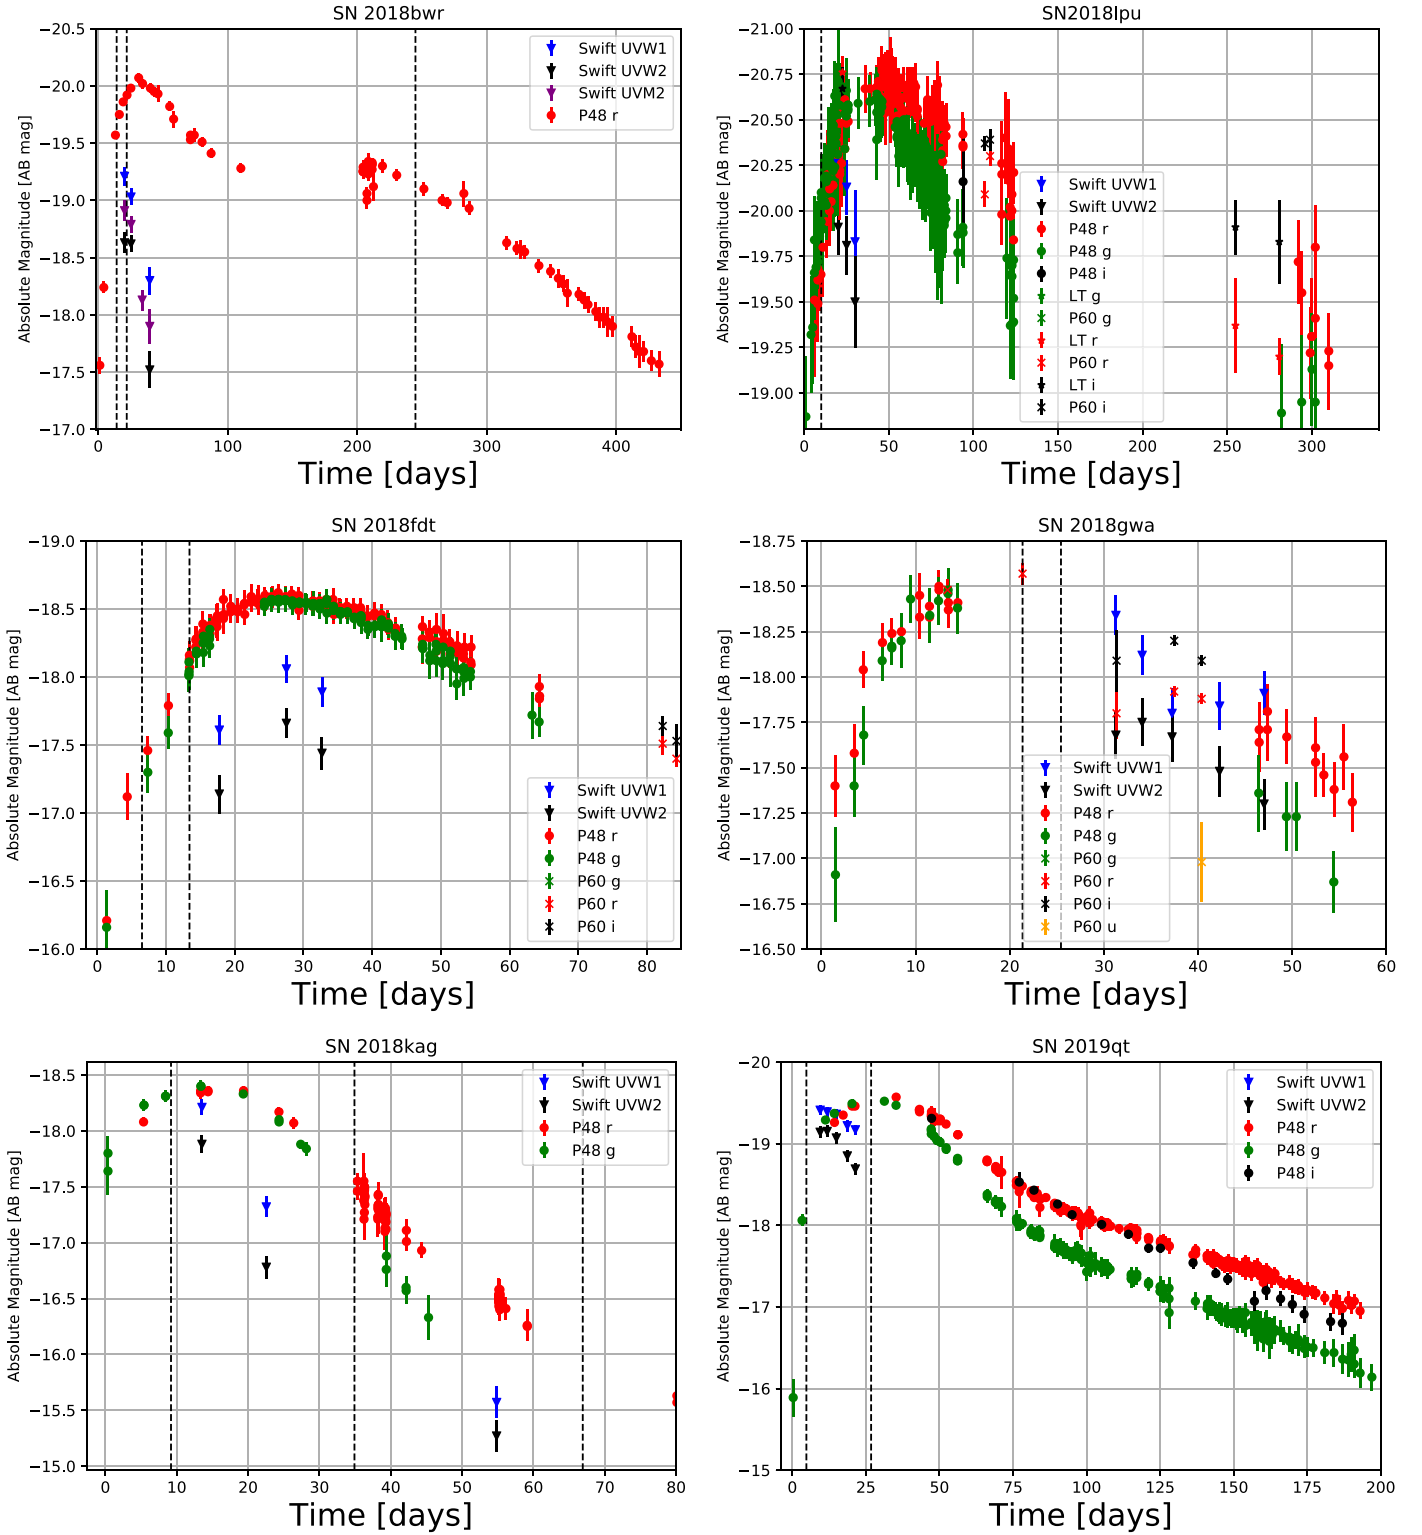 SN 2018bwr
−20.5
−20.0
−19.5
−19.0
−18.5
−18.0
−17.5
−17.0
Absolute Magnitude [AB mag]
Swift UVW1
Swift UVW2
Swift UVM2
P48 r
0
100
200
300
400
Time [days]
SN2018lpu
−21.00
−20.75
−20.50
−20.25
−20.00
−19.75
−19.50
−19.25
−19.00
Absolute Magnitude [AB mag]
Swift UVW1
Swift UVW2
P48 r
P48 g
P48 i
LT g
P60 g
LT r
P60 r
LT i
P60 i
0
50
100
150
200
250
300
Time [days]
SN 2018fdt
−19.0
−18.5
−18.0
−17.5
−17.0
−16.5
−16.0
Absolute Magnitude [AB mag]
Swift UVW1
Swift UVW2
P48 r
P48 g
P60 g
P60 r
P60 i
0
10
20
30
40
50
60
70
80
Time [days]
SN 2018gwa
−18.75
−18.50
−18.25
−18.00
−17.75
−17.50
−17.25
−17.00
−16.75
−16.50
Absolute Magnitude [AB mag]
Swift UVW1
Swift UVW2
P48 r
P48 g
P60 g
P60 r
P60 i
P60 u
0
10
20
30
40
50
60
Time [days]
SN 2018kag
−18.5
−18.0
−17.5
−17.0
−16.5
−16.0
−15.5
−15.0
Absolute Magnitude [AB mag]
Swift UVW1
Swift UVW2
P48 r
P48 g
0
10
20
30
40
50
60
70
80
Time [days]
SN 2019qt
−20
−19
−18
−17
−16
−15
Absolute Magnitude [AB mag]
Swift UVW1
Swift UVW2
P48 r
P48 g
P48 i
0
25
50
75
100
125
150
175
200
Time [days]